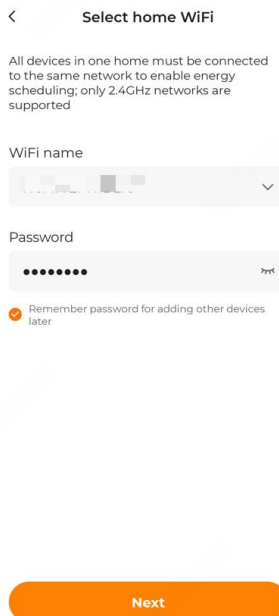 Select home WiFi
All devices in one home must be connected
to the same network to enable energy
scheduling; only 2.4GHz networks are
supported
WiFi name
Password
••••••••
Remember password for adding other devices
later
Next